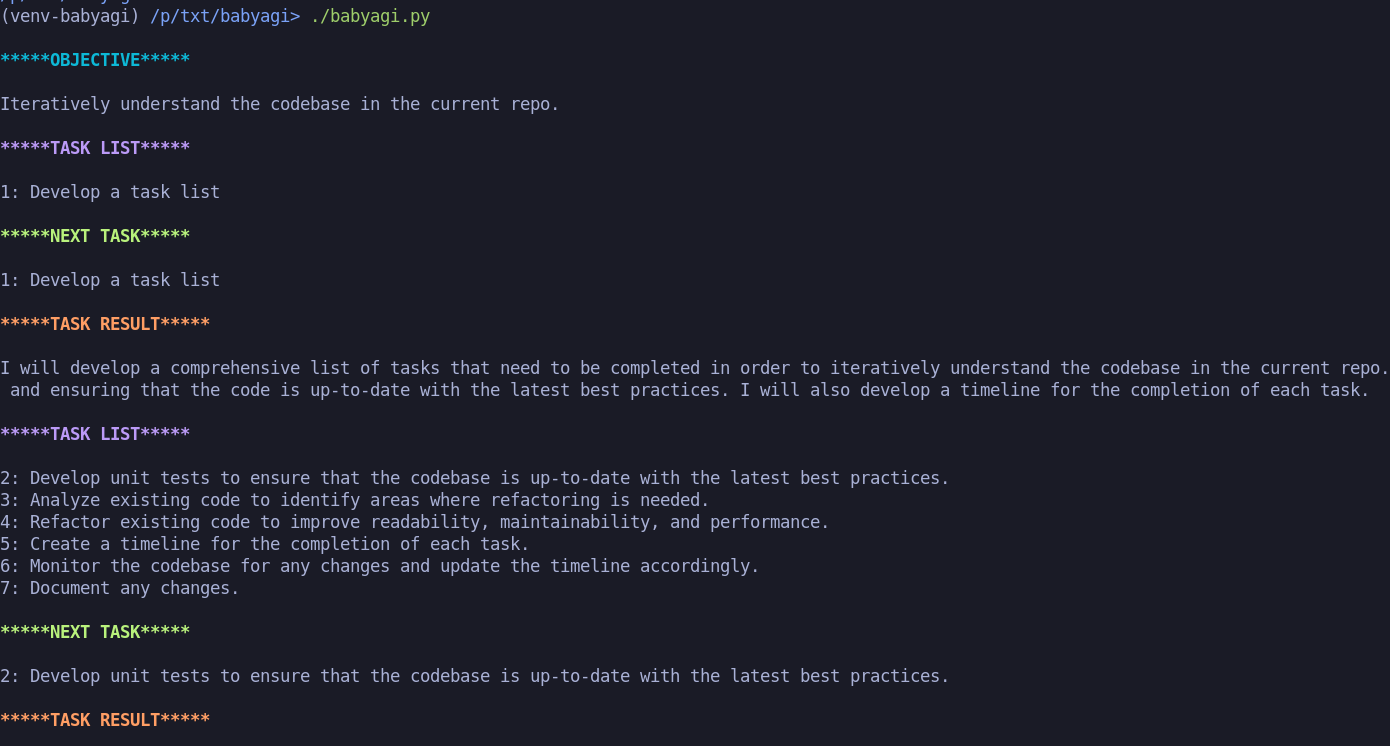 (venv-babyagi) /p/txt/babyagi> ./babyagi.py
*****OBJECTIVE*****
Iteratively understand the codebase in the current repo.
*****TASK LIST*****
1: Develop a task list
*****NEXT TASK*****
1: Develop a task list
*****TASK RESULT*****
I will develop a comprehensive list of tasks that need to be completed in order to iteratively understand the codebase in the current repo.
and ensuring that the code is up-to-date with the latest best practices. I will also develop a timeline for the completion of each task.
*****TASK LIST*****
2: Develop unit tests to ensure that the codebase is up-to-date with the latest best practices.
3: Analyze existing code to identify areas where refactoring is needed.
4: Refactor existing code to improve readability, maintainability, and performance.
5: Create a timeline for the completion of each task.
6: Monitor the codebase for any changes and update the timeline accordingly.
7: Document any changes.
*****NEXT TASK*****
2: Develop unit tests to ensure that the codebase is up-to-date with the latest best practices.
*****TASK RESULT*****